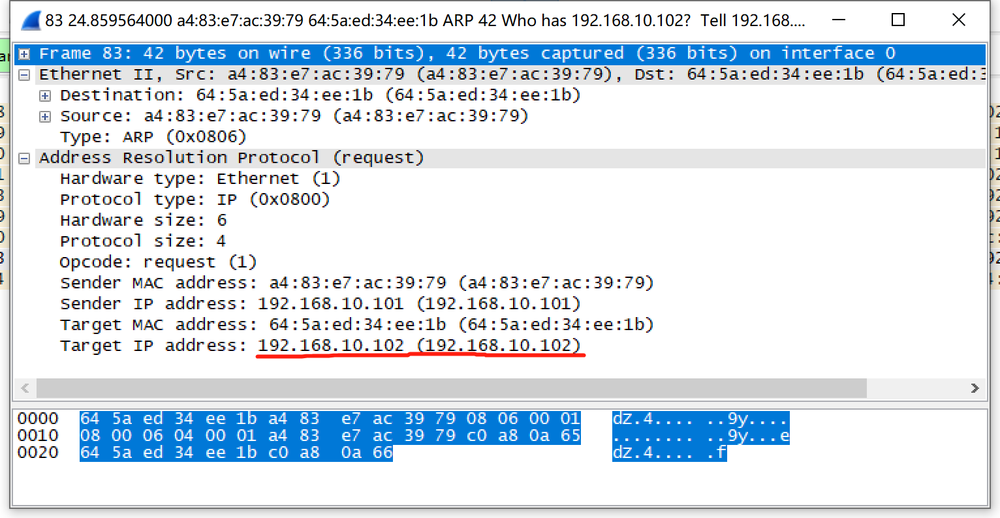 83 24.859564000 a4:83:e7:ac:39:79 64:5a:ed:34:ee:1b ARP 42 Who has 192.168.10.102?  Tell 192.168....
Frame 83: 42 bytes on wire (336 bits), 42 bytes captured (336 bits) on interface 0
Ethernet II, Src: a4:83:e7:ac:39:79 (a4:83:e7:ac:39:79), Dst: 64:5a:ed:34:ee:1b (64:5a:ed:3
Destination: 64:5a:ed:34:ee:1b (64:5a:ed:34:ee:1b)
Source: a4:83:e7:ac:39:79 (a4:83:e7:ac:39:79)
Type: ARP (0x0806)
Address Resolution Protocol (request)
Hardware type: Ethernet (1)
Protocol type: IP (0x0800)
Hardware size: 6
Protocol size: 4
Opcode: request (1)
Sender MAC address: a4:83:e7:ac:39:79 (a4:83:e7:ac:39:79)
Sender IP address: 192.168.10.101 (192.168.10.101)
Target MAC address: 64:5a:ed:34:ee:1b (64:5a:ed:34:ee:1b)
Target IP address: 192.168.10.102 (192.168.10.102)
0000 64 5a ed 34 ee 1b a4 83 e7 ac 39 79 08 06 00 01 dZ.4.... ..9y....
0010 08 00 06 04 00 01 a4 83 e7 ac 39 79 c0 a8 0a 65 ........ ..9y...e
0020 64 5a ed 34 ee 1b c0 a8 0a 66 dZ.4.... .f